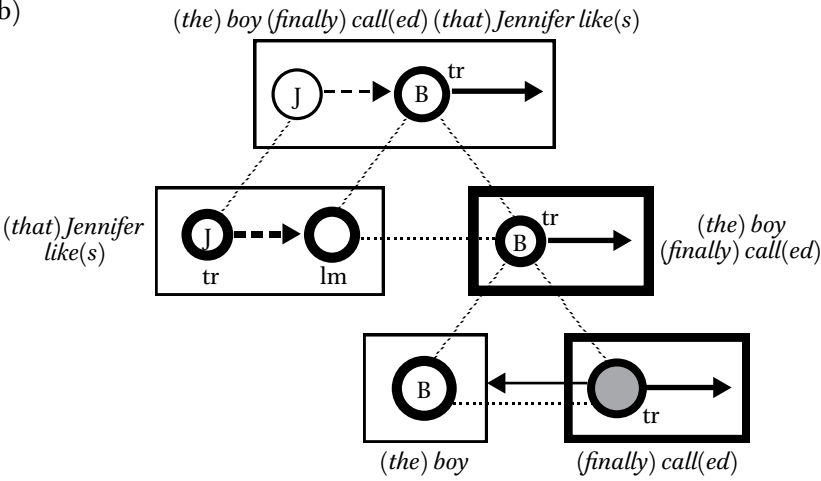 b)
(the) boy (finally) call(ed) (that) Jennifer like(s)
J
B
tr
(that) Jennifer
like(s)
J
tr
lm
B
tr
(the) boy
(finally) call(ed)
B
tr
(the) boy
(finally) call(ed)